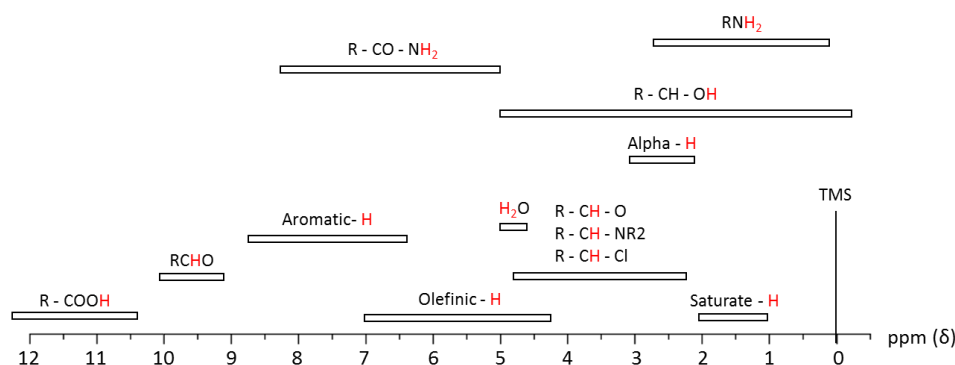 RNH2
R - CO - NH2
R - CH - OH
Alpha - H
TMS
H2O
R - CH - O
Aromatic- H
R - CH - NR2
R - CH - Cl
RCHO
R - COOH
Olefinic - H
Saturate - H
12 11 10 9 8 7 6 5 4 3 2 1 0
ppm (δ)